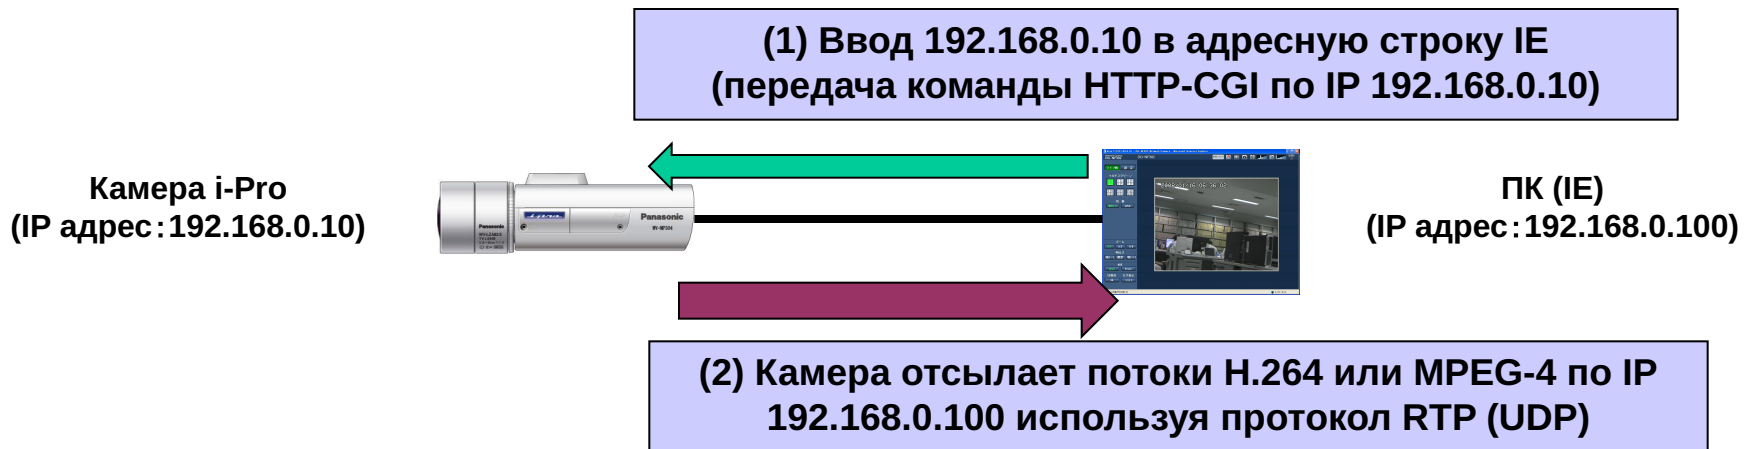 (1) Ввод 192.168.0.10 в адресную строку IE
(передача команды HTTP-CGI по IP 192.168.0.10)
Камера i-Pro
(IP адрес:192.168.0.10)
Panasonic
Panasonic
WV-NP304
ПК (IE)
(IP адрес:192.168.0.100)
(2) Камера отсылает потоки H.264 или MPEG-4 по IP
192.168.0.100 используя протокол RTP (UDP)